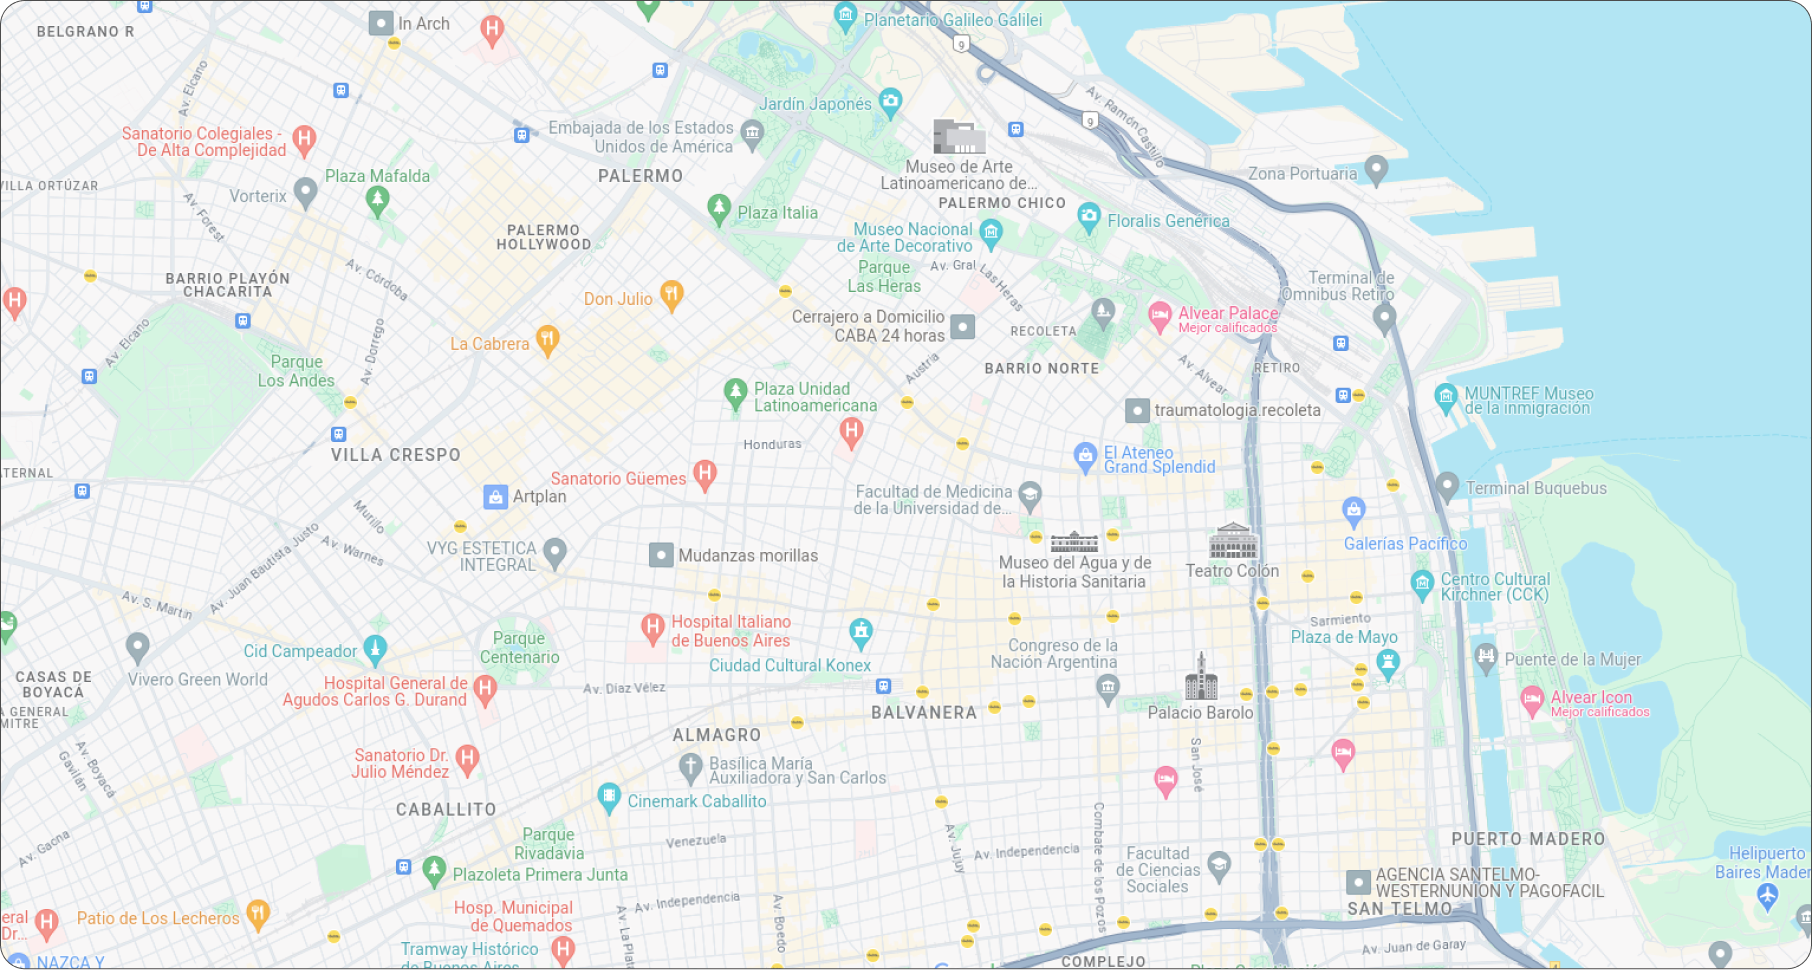 BELGRANO R
In Arch
Planetario Galileo Galilei
9
Av. Elcano
Jardín Japonés
Av. Ramón Castillo
9
Sanatorio Colegiales -
De Alta Complejidad
Embajada de los Estados
Unidos de América
Museo de Arte
Latinoamericano de...
Zona Portuaria
VILLA ORTÚZAR
Plaza Mafalda
PALERMO
Vorterix
PALERMO CHICO
Av. Forest
Plaza Italia
Floralis Genérica
PALERMO
HOLLYWOOD
Museo Nacional
de Arte Decorativo
Av. Gral Las Heras
Parque
Las Heras
BARRIO PLAYÓN
CHACARITA
Av. Córdoba
Terminal de
Omnibus Retiro
Don Julio
Cerrajero a Domicilio
CABA 24 horas
Alvear Palace
Mejor calificados
RECOLETA
Av. Elcano
Av. Dorrego
La Cabrera
Parque
Los Andes
Austria
BARRIO NORTE
Av. Alvear
RETIRO
Plaza Unidad
Latinoamericana
MUNTREF Museo
de la inmigración
traumatologia.recoleta
Honduras
VILLA CRESPO
El Ateneo
Grand Splendid
ATERNAL
Sanatorio Güemes
Artplan
Facultad de Medicina
de la Universidad de...
Terminal Buquebus
Murillo
Av. Warnes
Av. Juan Bautista Justo
VYG ESTETICA
INTEGRAL
Mudanzas morillas
Museo del Agua y de
la Historia Sanitaria
Teatro Colón
Galerías Pacífico
Centro Cultural
Kirchner (CCK)
Av. S. Martin
Hospital Italiano
de Buenos Aires
Sarmiento
Plaza de Mayo
Parque
Centenario
Cid Campeador
Ciudad Cultural Konex
Congreso de la
Nación Argentina
Puente de la Mujer
CASAS DE
BOYACÁ
Vivero Green World
Hospital General de
Agudos Carlos G. Durand
Av. Díaz Vélez
Alvear Icon
Mejor calificados
A GENERAL
MITRE
BALVANERA
Palacio Barolo
ALMAGRO
Gavilán
Av. Boyacá
Sanatorio Dr.
Julio Méndez
Basílica María
Auxiliadora y San Carlos
San José
CABALLITO
Cinemark Caballito
Combate de los Pozos
Av. Gaona
Parque
Rivadavia
Venezuela
Av. Jujuy
Av. Independencia
PUERTO MADERO
Facultad
de Ciencias
Sociales
Helipuerto
Baires Mader
Plazoleta Primera Junta
AGENCIA SANTELMO-
WESTERNUNION Y PAGOFACIL
SAN TELMO
eral
Dr...
Patio de Los Lecheros
Hosp. Municipal
de Quemados
Av. La Plata
Av. Independencia
Av. Boedo
Tramway Histórico
de Buenos Aires
Av. Juan de Garay
NAZCA Y
COMPLEJO